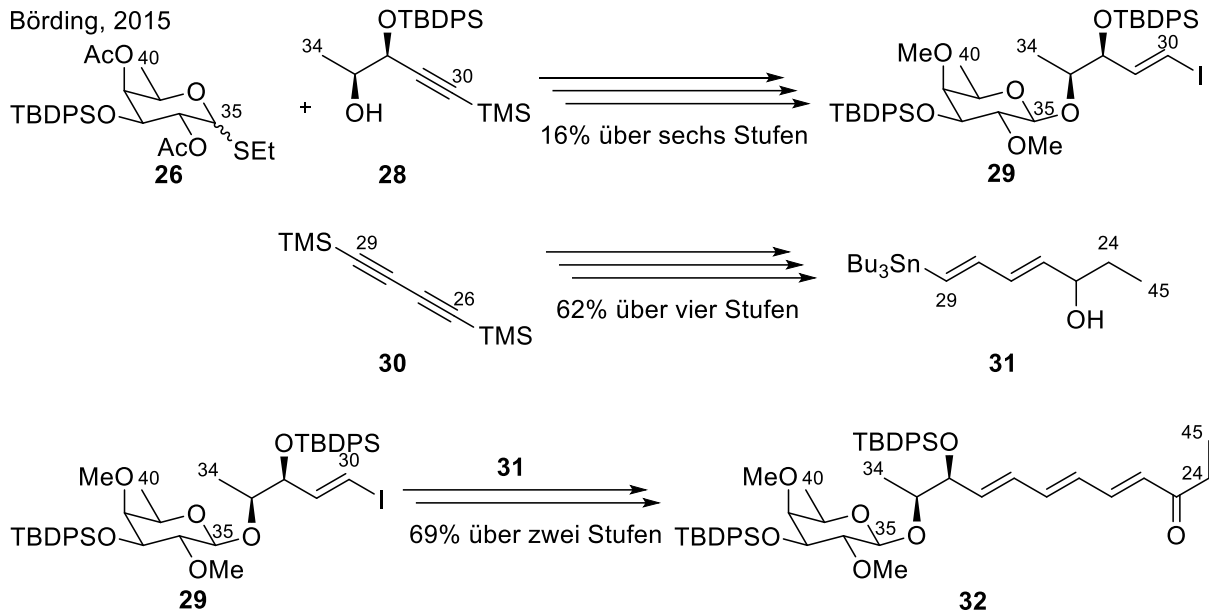 Börding, 2015
OTBDPS
OTBDPS
AcO
40
34
30
MeO
40
34
30
I
O
35
TBDPSO
+
OH
TMS
O
35
O
TBDPSO
AcO
SEt
16% über sechs Stufen
OMe
26
28
29
TMS
29
24
Bu3Sn
26
62% über vier Stufen
29
45
TMS
OH
30
31
OTBDPS
TBDPSO
45
MeO
40
34
30
31
MeO
40
34
24
I
O
35
O
69% über zwei Stufen
O
35
O
O
TBDPSO
TBDPSO
OMe
OMe
29
32